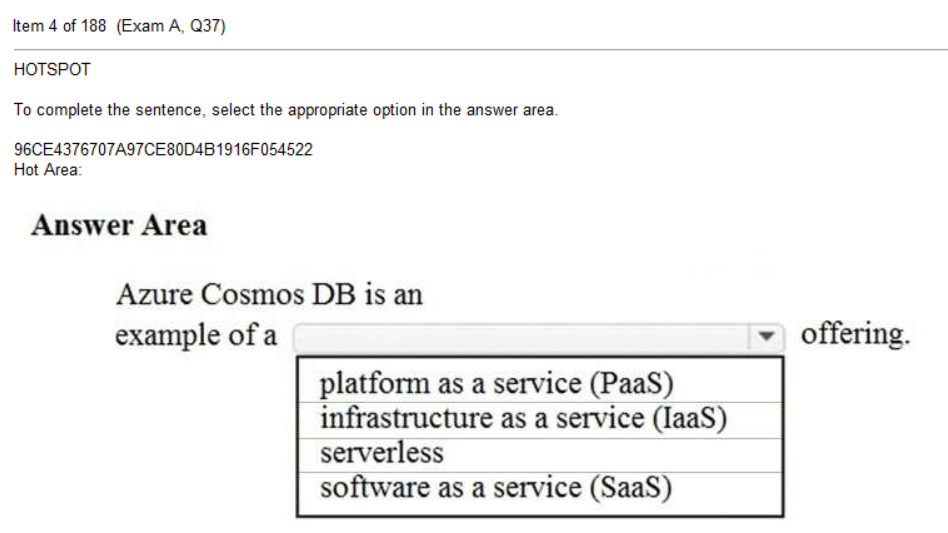 Item 4 of 188 (Exam A, Q37)
HOTSPOT
To complete the sentence, select the appropriate option in the answer area.
96CE4376707A97CE80D4B1916F054522
Hot Area:
Answer Area
Azure Cosmos DB is an
example of a offering.
platform as a service (PaaS)
infrastructure as a service (IaaS)
serverless
software as a service (SaaS)